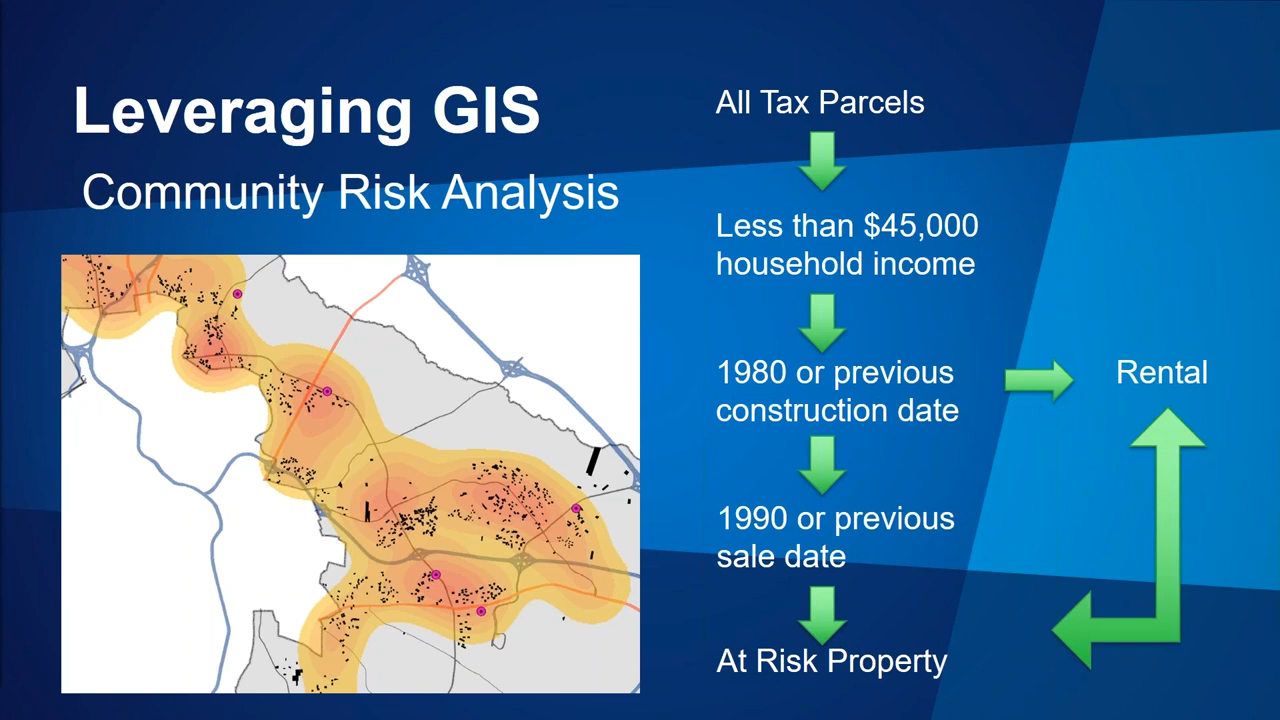 Leveraging GIS
Community Risk Analysis
All Tax Parcels
Less than $45,000
household income
1980 or previous
construction date
Rental
1990 or previous
sale date
At Risk Property